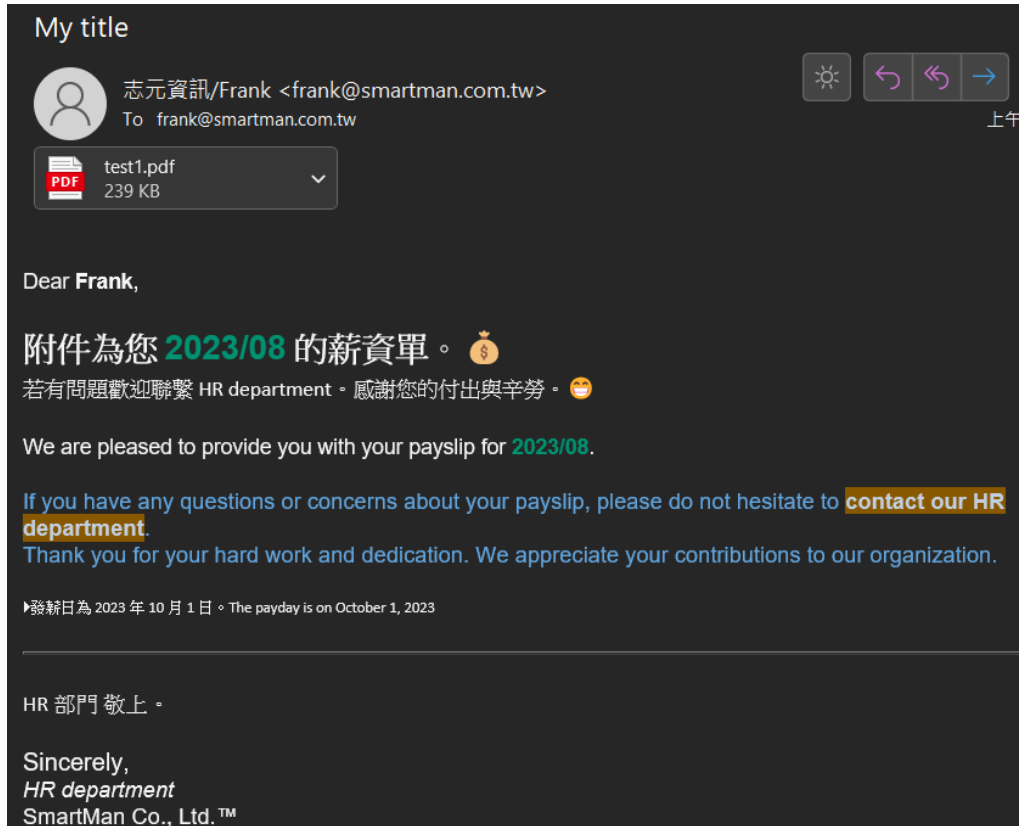 My title
志元資訊/Frank <frank@smartman.com.tw>
To frank@smartman.com.tw
上午
test1.pdf
PDF
239 KB
Dear Frank,
附件為您 2023/08 的薪資單。💰
若有問題歡迎聯繫 HR department。感謝您的付出與辛勞。😁
We are pleased to provide you with your payslip for 2023/08.
If you have any questions or concerns about your payslip, please do not hesitate to contact our HR
department.
Thank you for your hard work and dedication. We appreciate your contributions to our organization.
▶發薪日為 2023 年 10 月 1 日。The payday is on October 1, 2023
HR 部門 敬上。
Sincerely,
HR department
SmartMan Co., Ltd.™